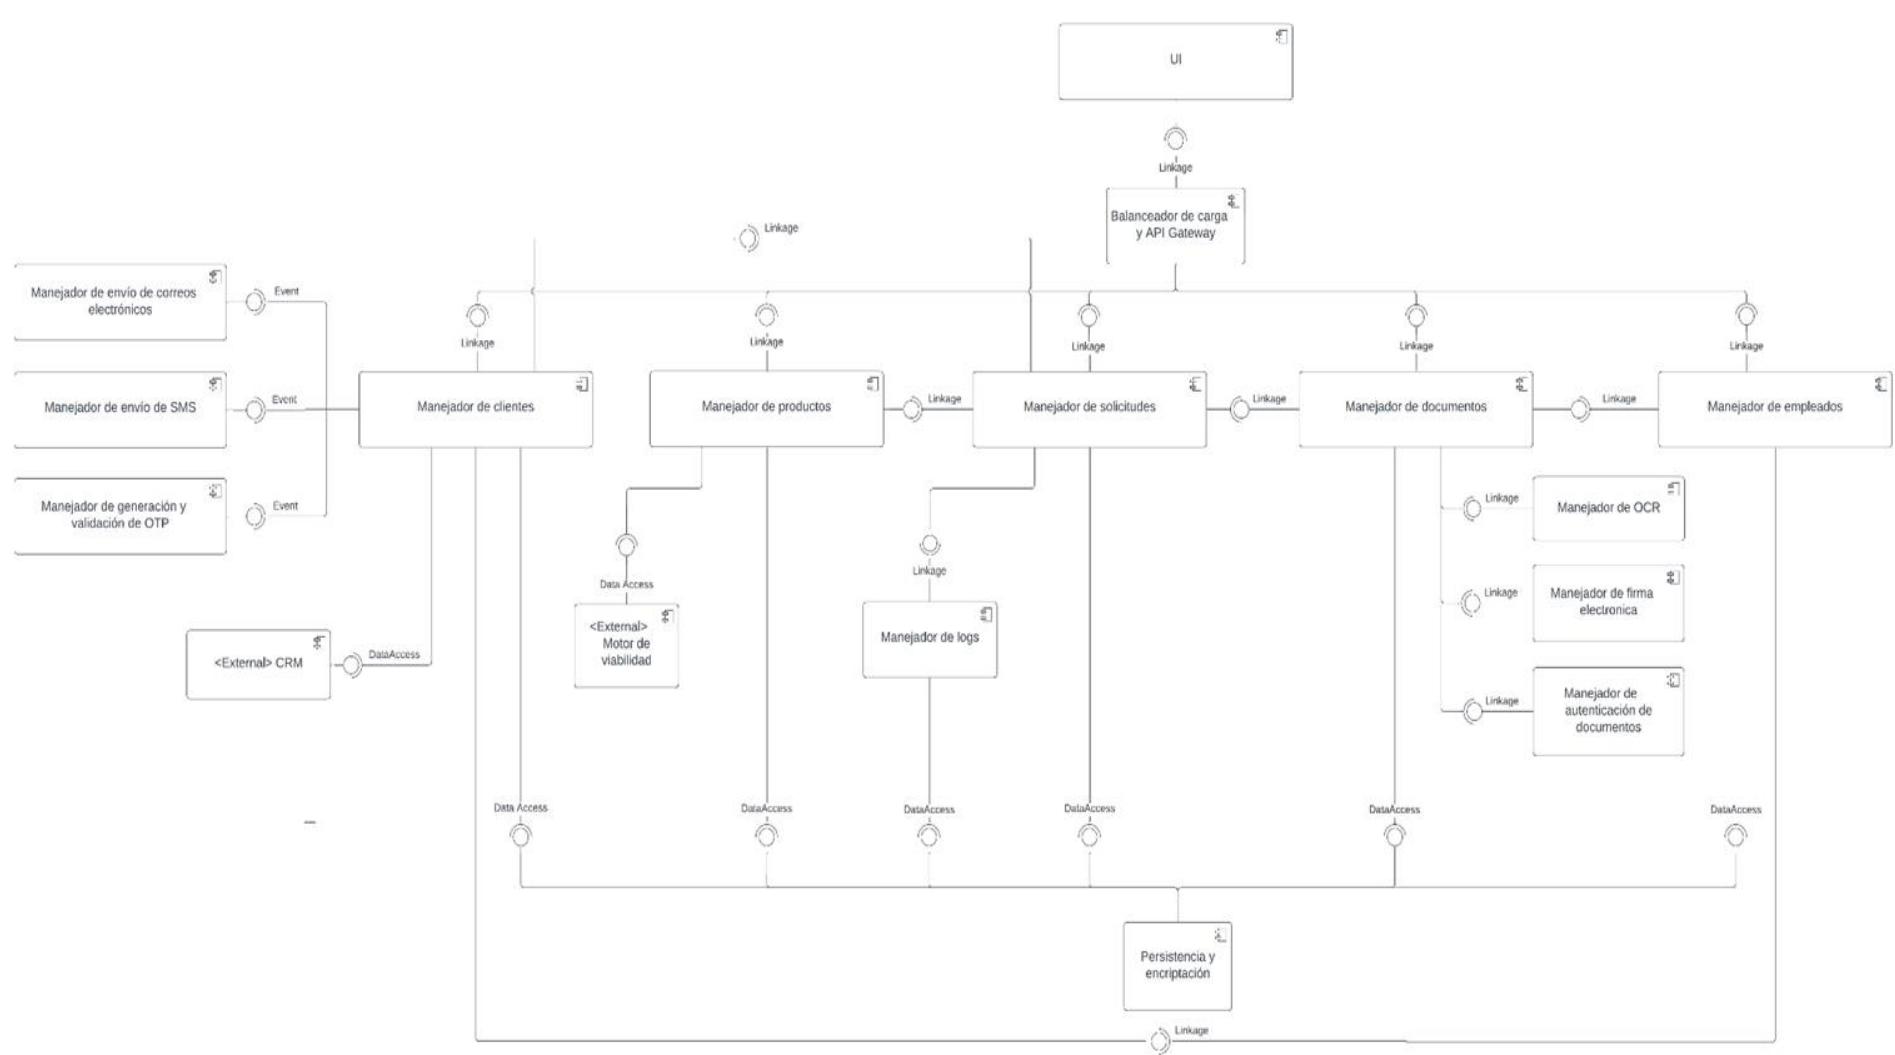 UI
Linkage
Balanceador de carga
y API Gateway
Linkage
Manejador de envío de correos
electrónicos
Event
Linkage
Linkage
Linkage
Linkage
Linkage
Manejador de envío de SMS
Event
Manejador de clientes
Manejador de productos
Linkage
Manejador de solicitudes
Linkage
Manejador de documentos
Linkage
Manejador de empleados
Manejador de generación y
validación de OTP
Event
Linkage
Manejador de OCR
Data Access
Linkage
Linkage
Manejador de firma
electronica
<External> CRM
DataAccess
<External>
Motor de
viabilidad
Manejador de logs
Linkage
Manejador de
autenticación de
documentos
Data Access
DataAccess
DataAccess
DataAccess
DataAccess
DataAccess
Persistencia y
encriptación
Linkage